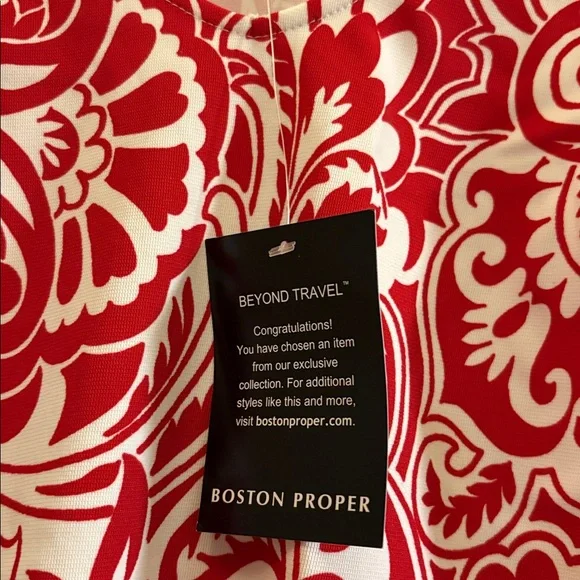 BEYOND TRAVEL™
Congratulations!
You have chosen an item
from our exclusive
collection. For additional
styles like this and more,
visit bostonproper.com.
BOSTON PROPER